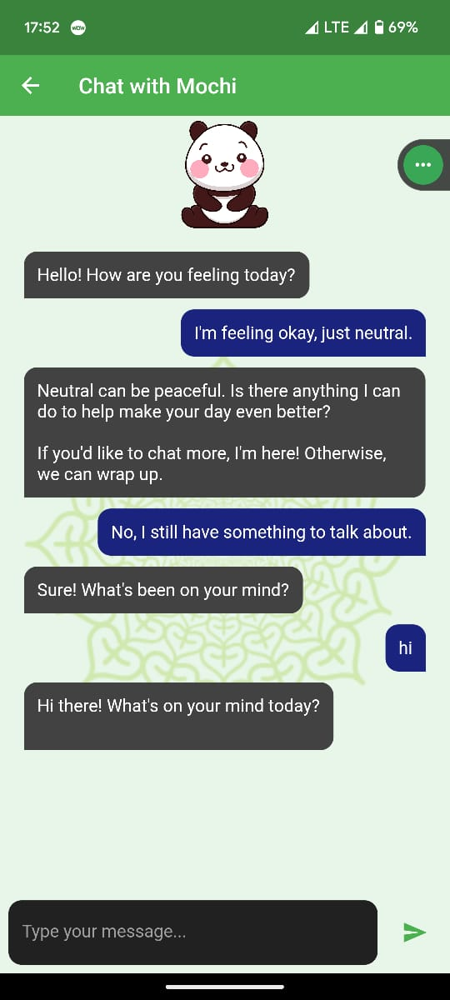 17:52 WOW LTE 69%
Chat with Mochi
Hello! How are you feeling today?
I'm feeling okay, just neutral.
Neutral can be peaceful. Is there anything I can
do to help make your day even better?
If you'd like to chat more, I'm here! Otherwise,
we can wrap up.
No, I still have something to talk about.
Sure! What's been on your mind?
hi
Hi there! What's on your mind today?
Type your message...